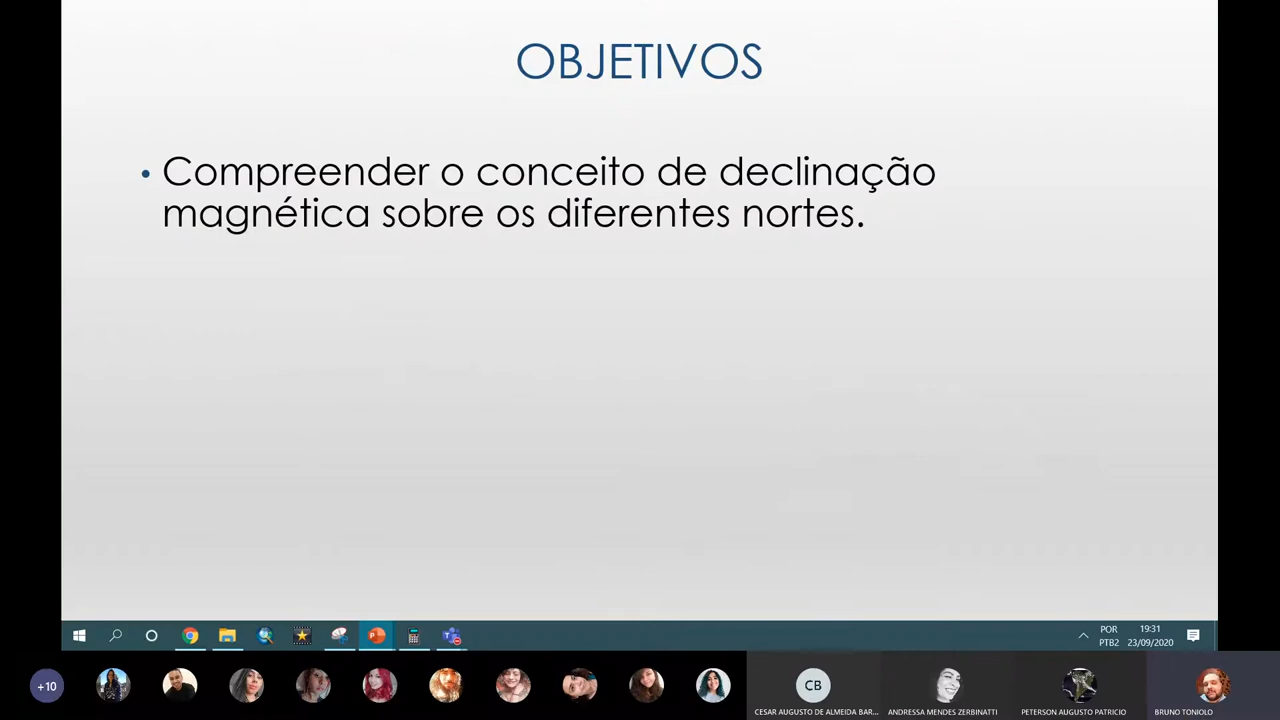 OBJETIVOS
• Compreender o conceito de declinação
magnética sobre os diferentes nortes.
POR
PTB2
19:31
23/09/2020
+10
CB
CESAR AUGUSTO DE ALMEIDA BAR...
ANDRESSA MENDES ZERBINATTI
PETERSON AUGUSTO PATRICIO
BRUNO TONIOLO